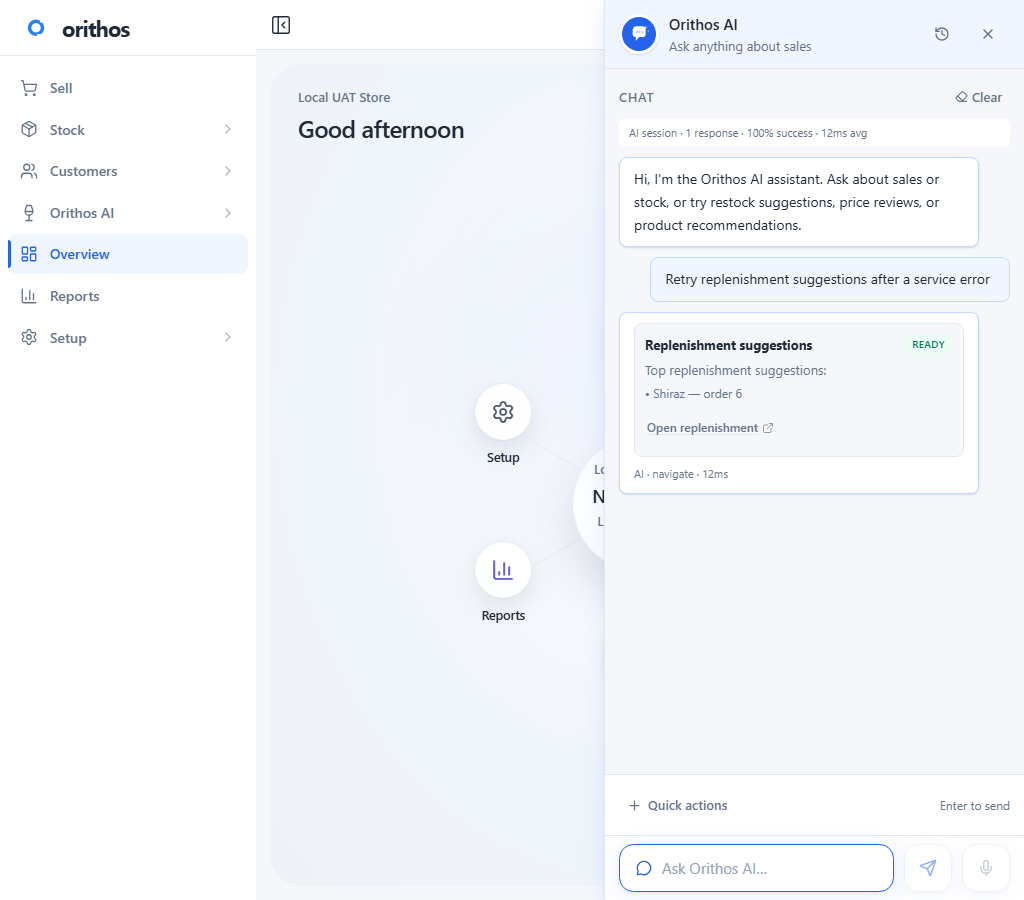 orithos
Sell
Stock
Customers
Orithos AI
Overview
Reports
Setup
Local UAT Store
Good afternoon
Setup
Reports
Lo
N
L
Orithos AI
Ask anything about sales
CHAT
Clear
AI session · 1 response · 100% success · 12ms avg
Hi, I'm the Orithos AI assistant. Ask about sales or
stock, or try restock suggestions, price reviews, or
product recommendations.
Retry replenishment suggestions after a service error
Replenishment suggestions
READY
Top replenishment suggestions:
• Shiraz — order 6
Open replenishment
AI · navigate · 12ms
+ Quick actions
Enter to send
Ask Orithos AI...